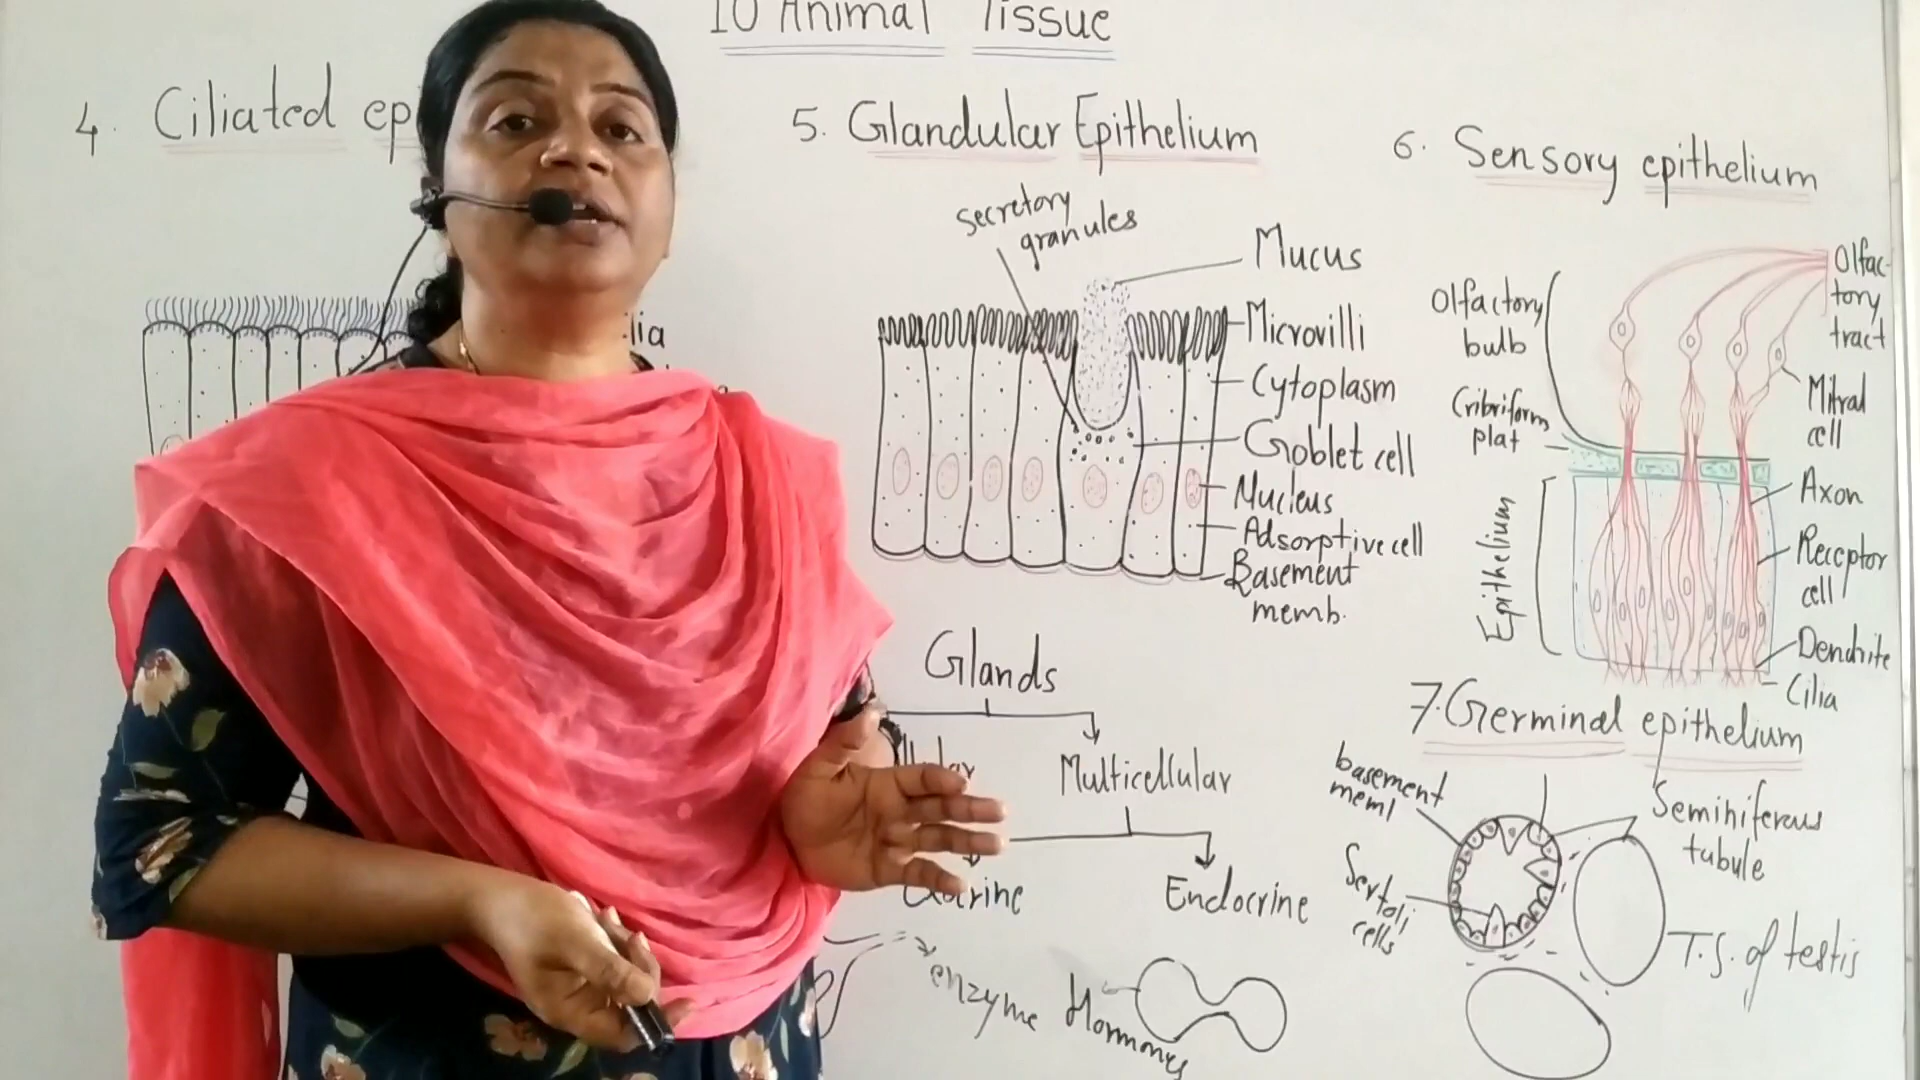 10 Animal Tissue
4. Ciliated ep
5. Glandular Epithelium
6. Sensory epithelium
secretory
granules
Mucus
Microvilli
Cytoplasm
Goblet cell
Nucleus
Adsorptive cell
Basement
memb.
lia
Olfactory
bulb
Cribriform
plat
Epithelium
Olfac-
tory
tract
Mitral
cell
Axon
Receptor
cell
Dendrite
Cilia
Glands
Multicellular
Endocrine
enzyme
Hormones
7. Germinal epithelium
basement
Sertoli
cells
tubule
T.S. of testis